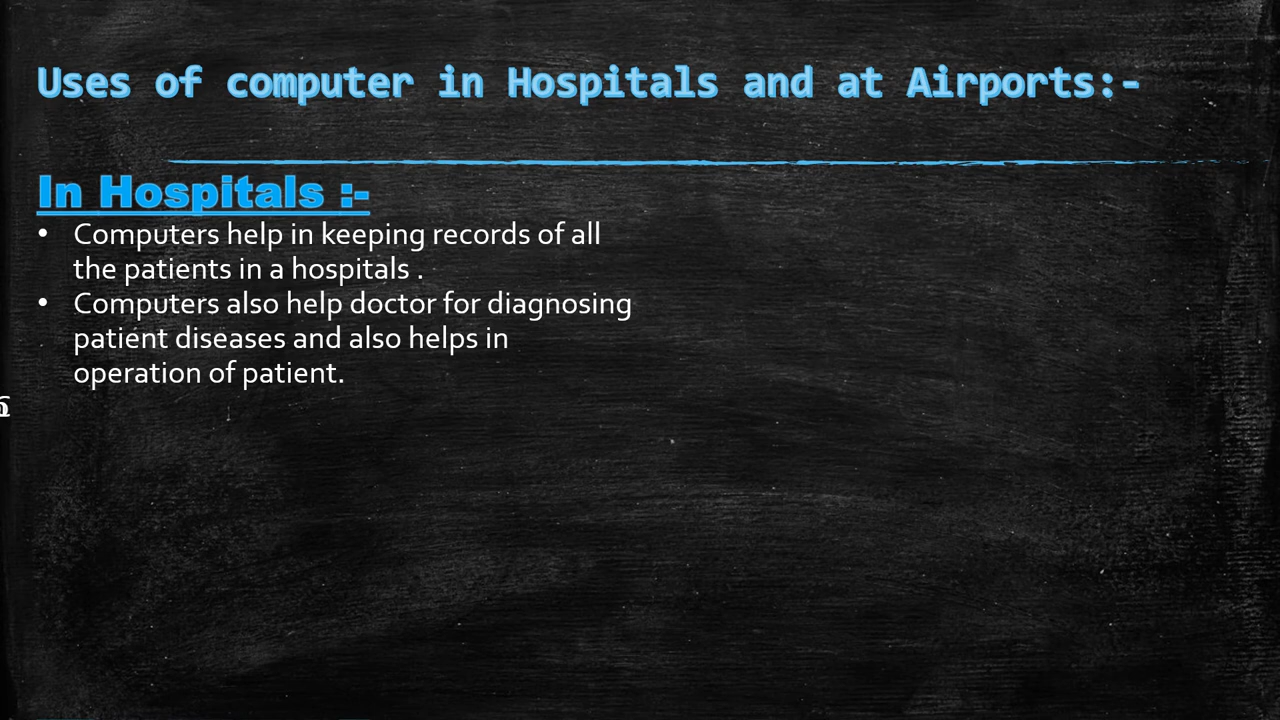 Uses of computer in Hospitals and at Airports:-
In Hospitals :-
• Computers help in keeping records of all
the patients in a hospitals .
• Computers also help doctor for diagnosing
patient diseases and also helps in
operation of patient.